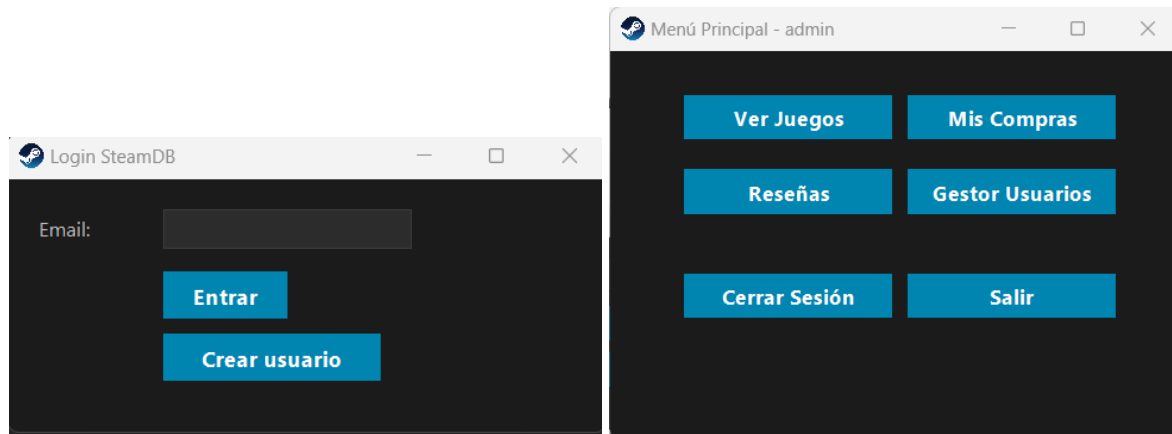 Login SteamDB
Email:
Entrar
Crear usuario
Menú Principal - admin
Ver Juegos
Mis Compras
Reseñas
Gestor Usuarios
Cerrar Sesión
Salir